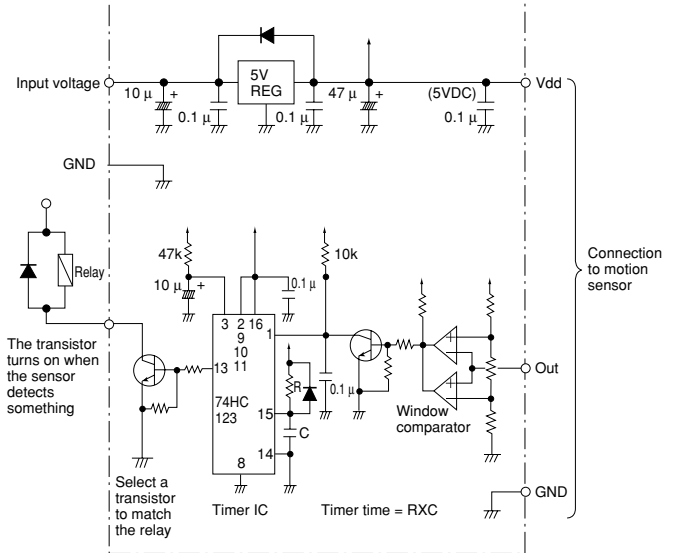 Input voltage
10 μ
+
0.1 μ
5V
REG
0.1 μ
47 μ
+
(5VDC)
0.1 μ
Vdd
GND
Relay
The transistor
turns on when
the sensor
detects
something
47k
10 μ
+
0.1 μ
10k
3
2
16
9
10
11
1
13
74HC
123
15
14
8
R
C
0.1 μ
Window
comparator
Out
GND
Connection
to motion
sensor
Select a
transistor
to match
the relay
Timer IC
Timer time = RXC